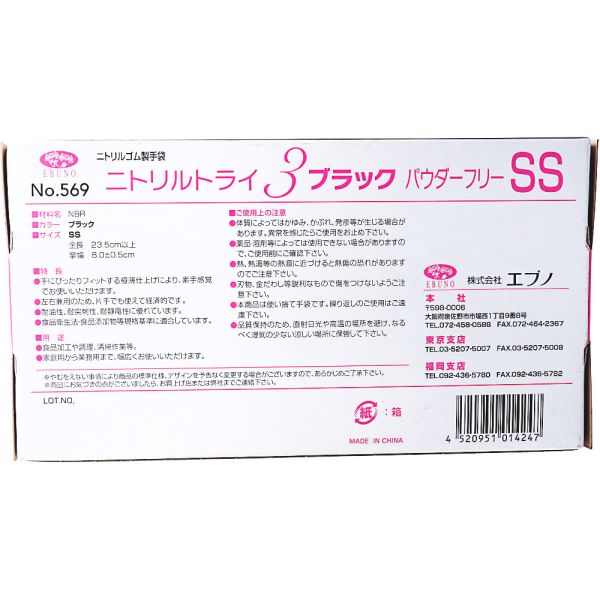 EBUNO
ニトリルゴム製手袋
No.569 ニトリルトライ3 ブラック パウダーフリー SS
■材料名 NBR
■カラー ブラック
■サイズ SS
全長 23.5cm以上
掌幅 8.0±0.5cm
■特長
●手にぴったりフィットする極薄仕上げにより、素手感覚
でお使いいただけます。
●左右兼用のため、片手でも使えて経済的です。
●耐油性、耐突刺性、耐静電性に優れています。
●食品衛生法・食品添加物等規格基準に適合しています。
■用途
●食品加工や調理、清掃作業等。
●家庭用から業務用まで、幅広くお使いいただけます。
■ご使用上の注意
●体質によってはかゆみ、かぶれ、発疹等が生じる場合が
あります。異常を感じたらご使用をお止め下さい。
●薬品・溶剤等によっては使用できない場合がありますの
で、ご使用前にご確認下さい。
●熱、熱湯等の熱源に近づけると熱傷の恐れがあります
のでご注意下さい。
●刃物、金だわし等鋭利なもので傷をつけないようご注
意下さい。
●本商品は使い捨て手袋です。繰り返しのご使用はご遠
慮下さい。
●品質保持のため、直射日光や高温の場所を避け、なる
べく湿気の少ない涼しい場所に保管して下さい。
EBUNO
株式会社 エブノ
本社
〒598-0006
大阪府泉佐野市市場西1丁目9番8号
TEL.072-458-0588 FAX.072-464-2367
東京支店
TEL.03-5207-5007 FAX.03-5207-5008
福岡支店
TEL.092-436-5780 FAX.092-436-5792
※やむをえない事情により商品の標準仕様、デザインを予告なく変更する場合がございますので、あらかじめご了承下さい。
※商品にお気づきの点がございましたら、お買上げ店または弊社までご連絡下さい。
LOT.NO.
紙:箱
MADE IN CHINA
4 520951 014247